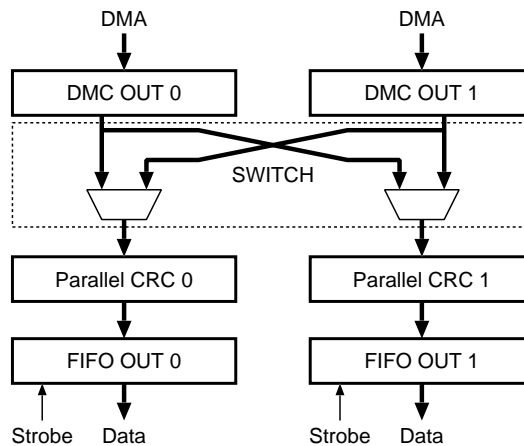 DMA DMA
DMC OUT 0 DMC OUT 1
SWITCH
Parallel CRC 0 Parallel CRC 1
FIFO OUT 0 FIFO OUT 1
Strobe Data Strobe Data